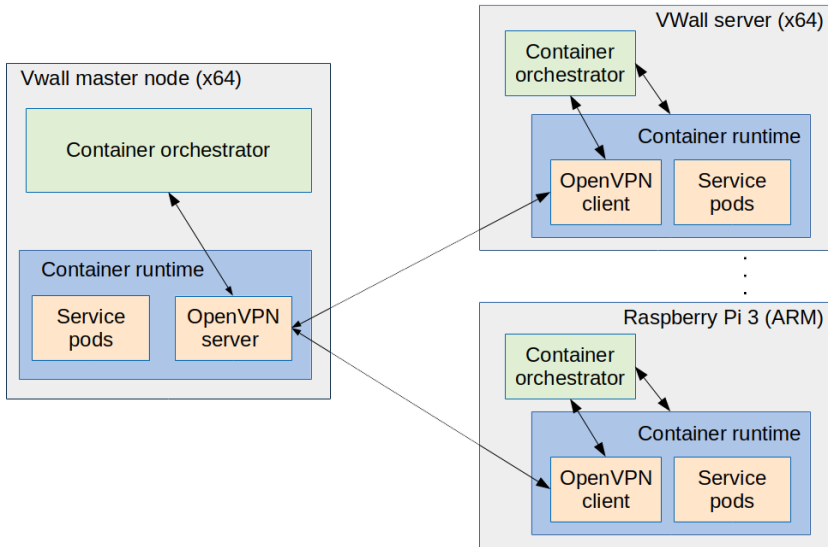 Vwall master node (x64)
Container orchestrator
Container runtime
Service
pods
OpenVPN
server
VWall server (x64)
Container
orchestrator
Container runtime
OpenVPN
client
Service
pods
. . .
Raspberry Pi 3 (ARM)
Container
orchestrator
Container runtime
OpenVPN
client
Service
pods